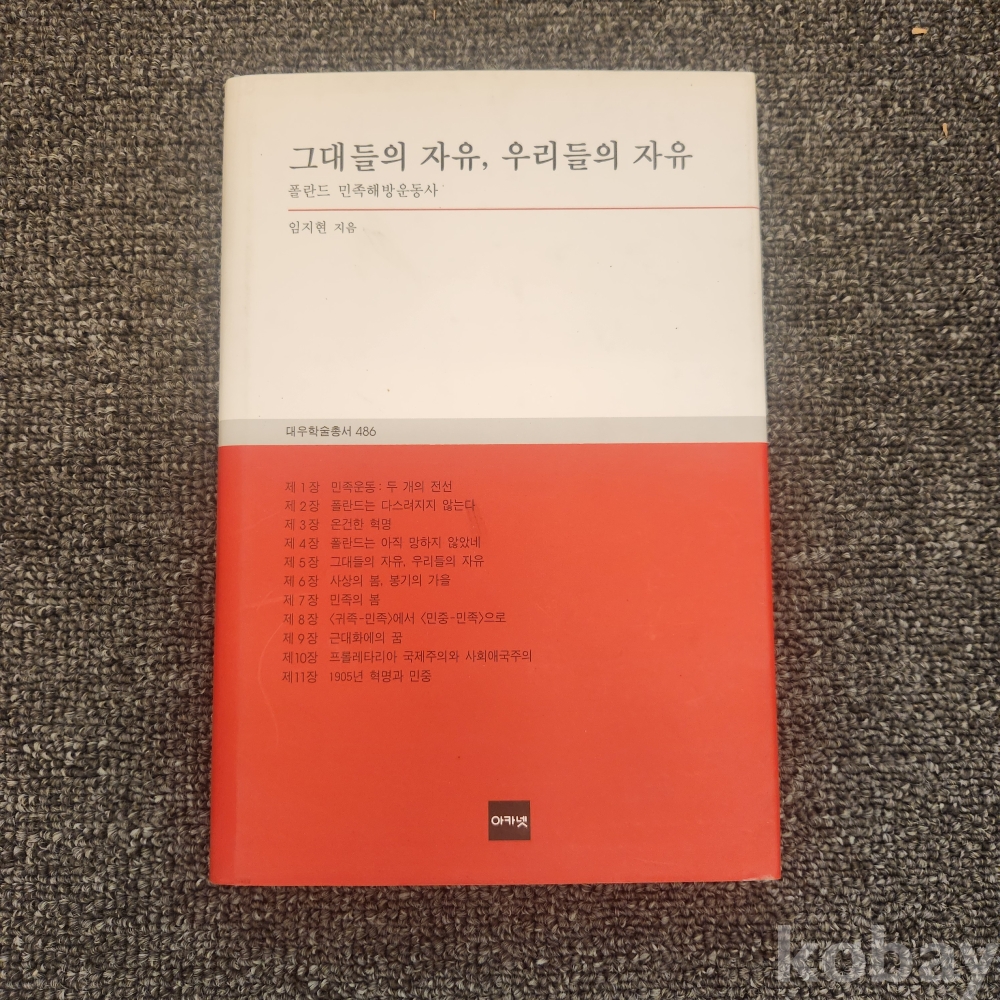 그대들의 자유, 우리들의 자유
폴란드 민족해방운동사
임지현 지음
대우학술총서 486
제 1 장 민족운동 : 두 개의 전선
제 2 장 폴란드는 다스려지지 않는다
제 3 장 온건한 혁명
제 4 장 폴란드는 아직 망하지 않았네
제 5 장 그대들의 자유, 우리들의 자유
제 6 장 사상의 봄, 봉기의 가을
제 7 장 민족의 봄
제 8 장 〈귀족-민족〉에서 〈민중-민족〉으로
제 9 장 근대화에의 꿈
제10장 프롤레타리아 국제주의와 사회애국주의
제11장 1905년 혁명과 민중
아카넷
kobay